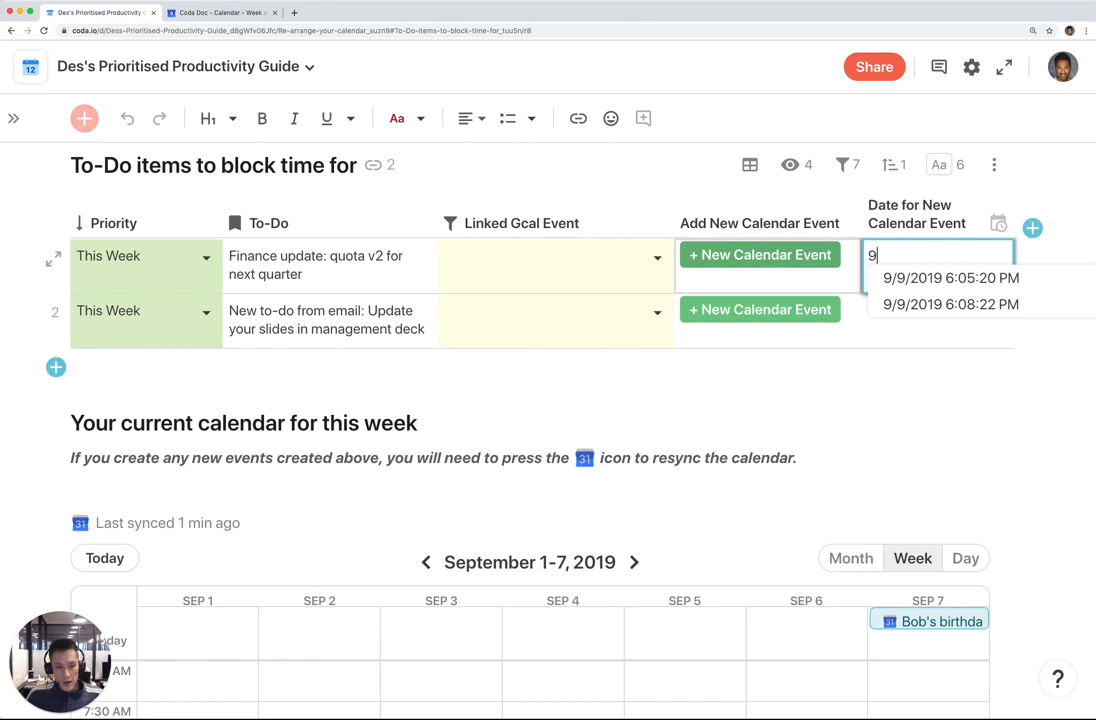 Des's Prioritised Productivity G
Coda Doc - Calendar - Week
coda.io/d/Dess-Prioritised-Productivity-Guide_d8gWfv06Jfc/Re-arrange-your-calendar_suzn9#To-Do-items-to-block-time-for_tuu5n/r8
12
Des's Prioritised Productivity Guide
Share
H1
B
I
U
Aa
To-Do items to block time for
2
4
7
1
Aa
6
Priority
To-Do
Linked Gcal Event
Add New Calendar Event
Date for New
Calendar Event
This Week
Finance update: quota v2 for
next quarter
+ New Calendar Event
9
9/9/2019 6:05:20 PM
9/9/2019 6:08:22 PM
2
This Week
New to-do from email: Update
your slides in management deck
+ New Calendar Event
Your current calendar for this week
If you create any new events created above, you will need to press the 31 icon to resync the calendar.
31 Last synced 1 min ago
Today
September 1-7, 2019
Month
Week
Day
SEP 1
SEP 2
SEP 3
SEP 4
SEP 5
SEP 6
SEP 7
31 Bob's birthda
day
AM
7:30 AM
?